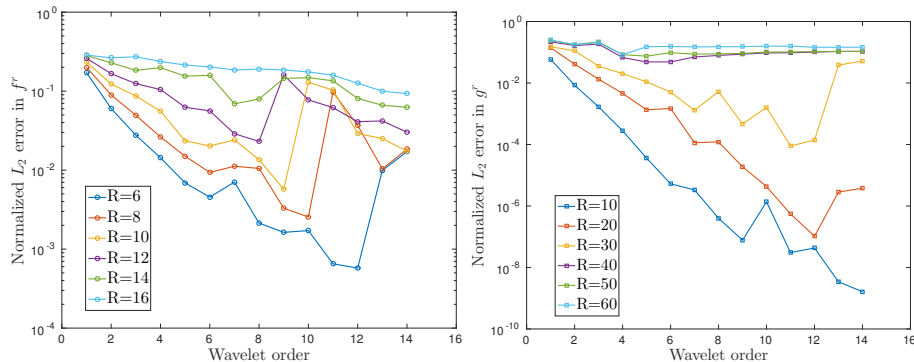 10^0
10^{-1}
10^{-2}
10^{-3}
10^{-4}
Normalized L_2 error in f^r
R=6
R=8
R=10
R=12
R=14
R=16
0 2 4 6 8 10 12 14 16
Wavelet order
10^0
10^{-2}
10^{-4}
10^{-6}
10^{-8}
10^{-10}
Normalized L_2 error in g^r
R=10
R=20
R=30
R=40
R=50
R=60
0 2 4 6 8 10 12 14 16
Wavelet order